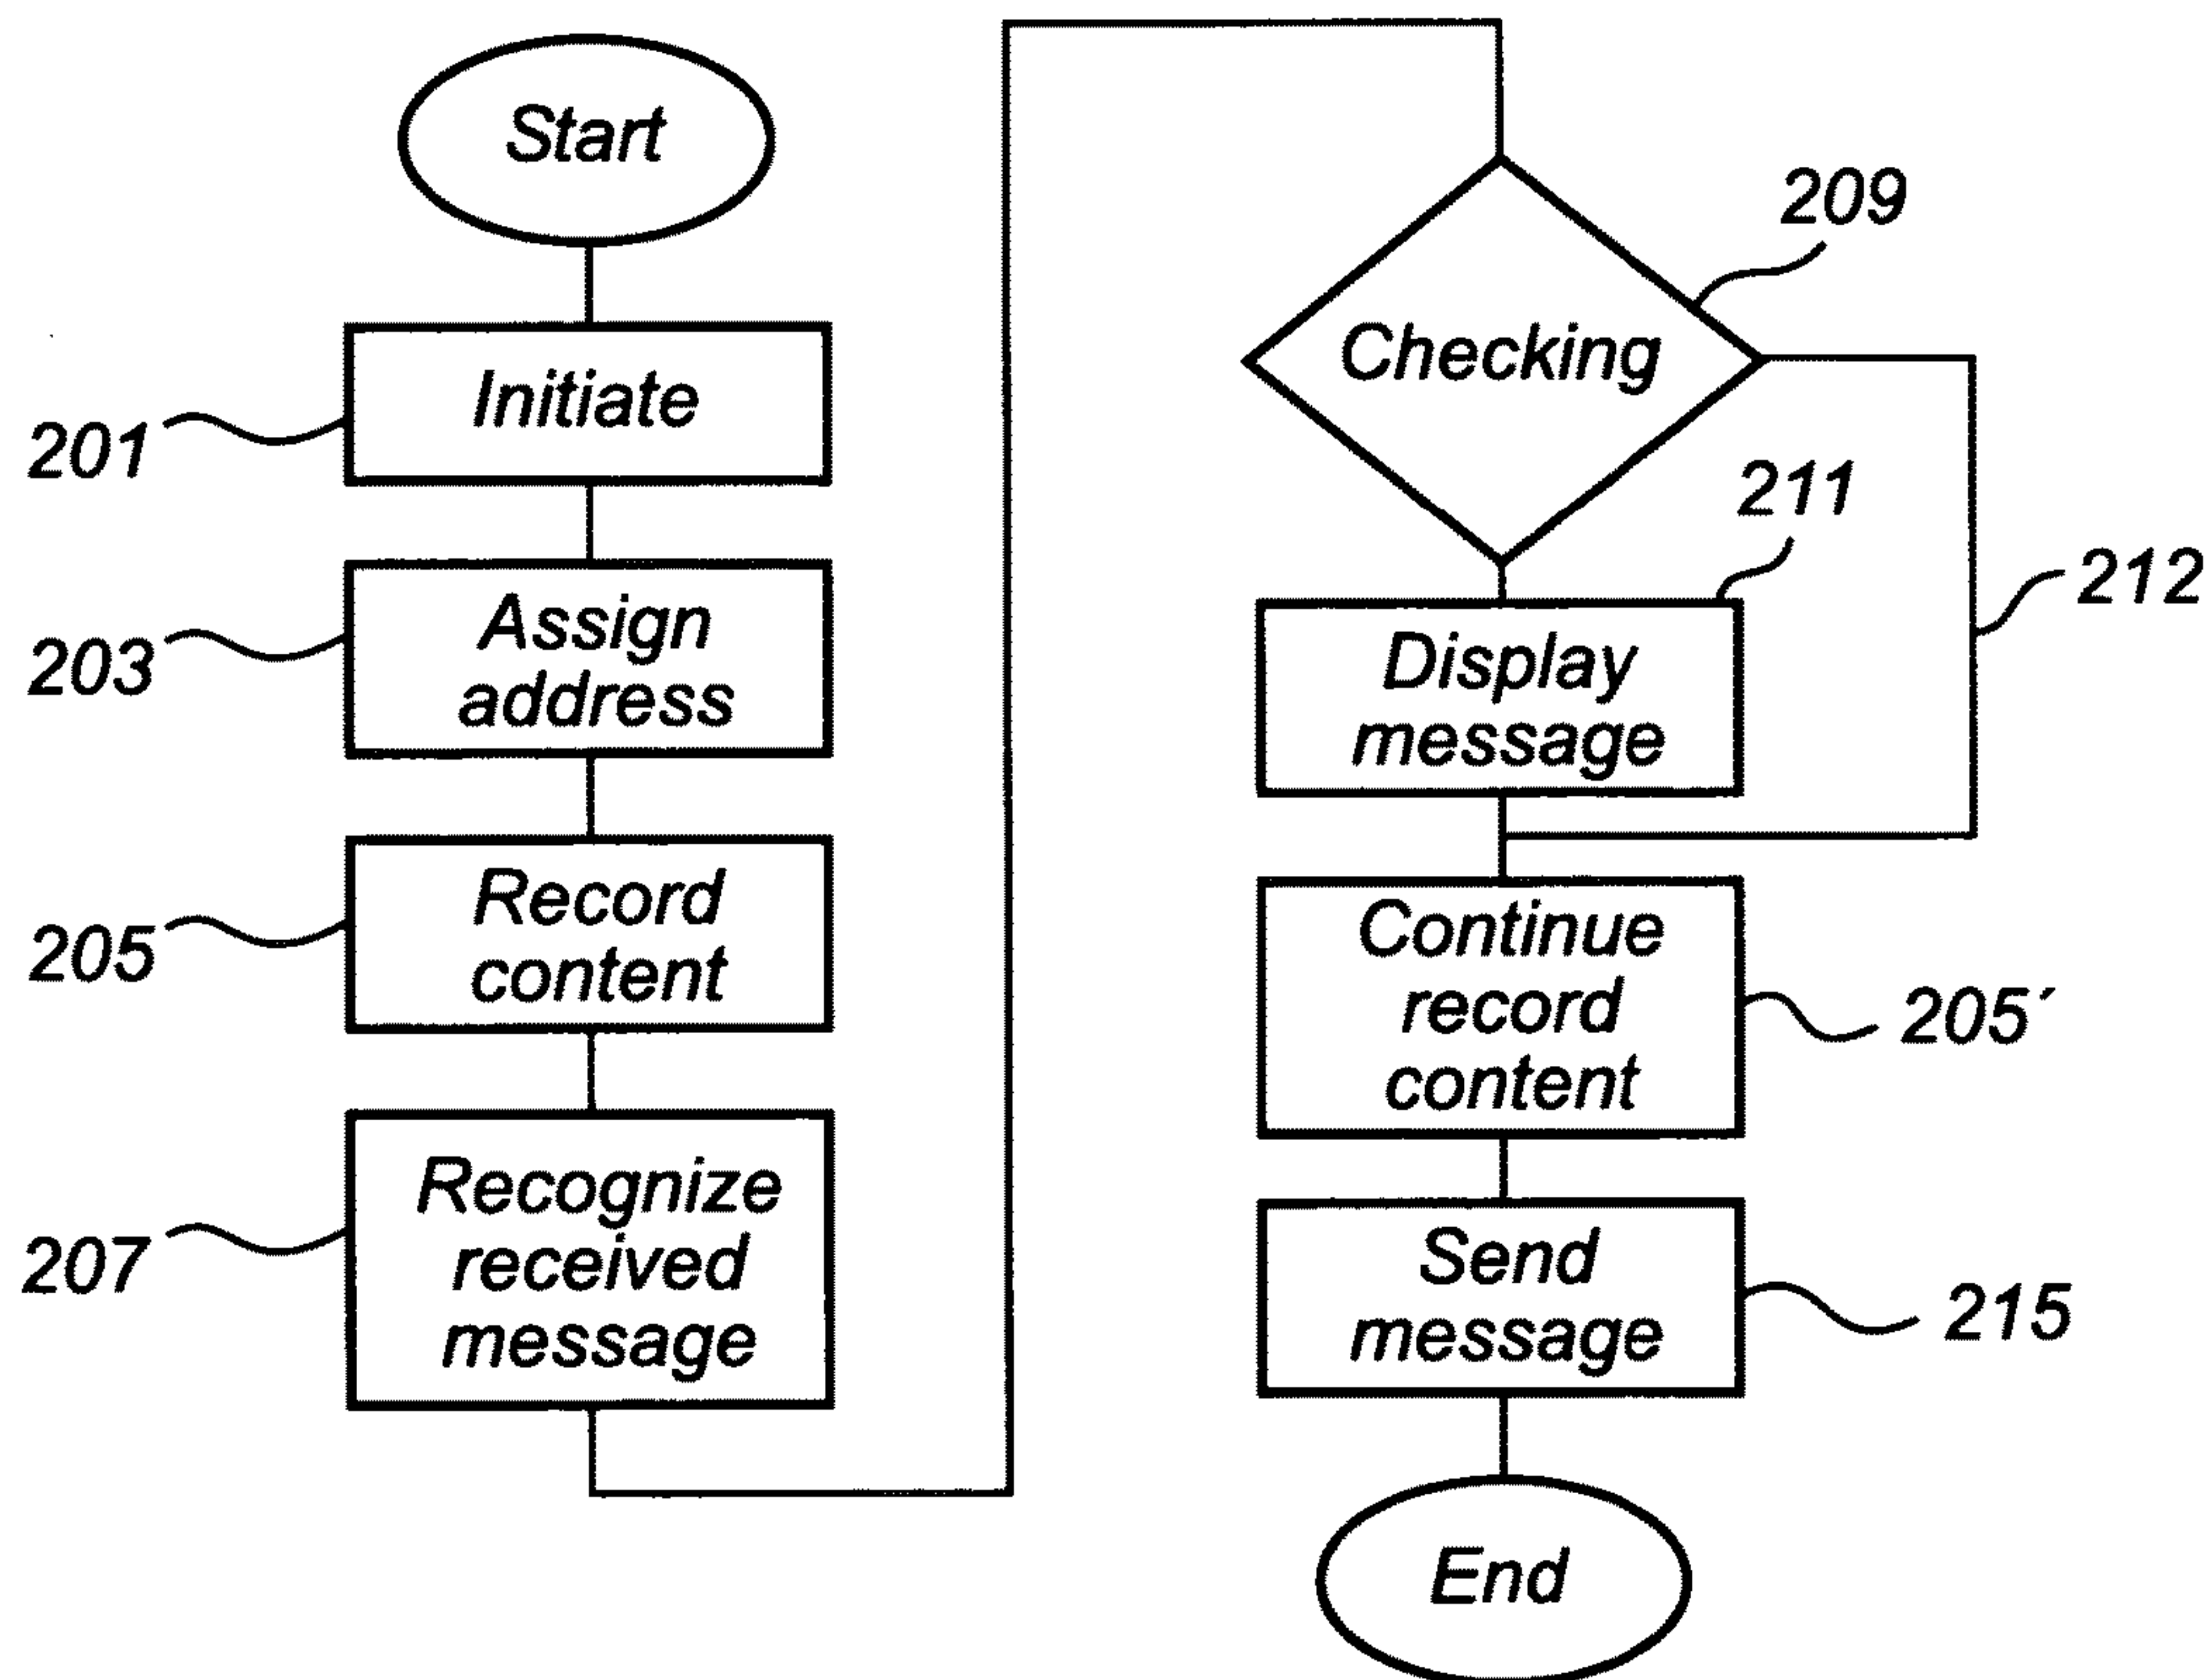 Start
Initiate
201
Assign
address
203
Record
content
205
Recognize
received
message
207
Checking
209
Display
message
211
212
Continue
record
content
205´
Send
message
215
End